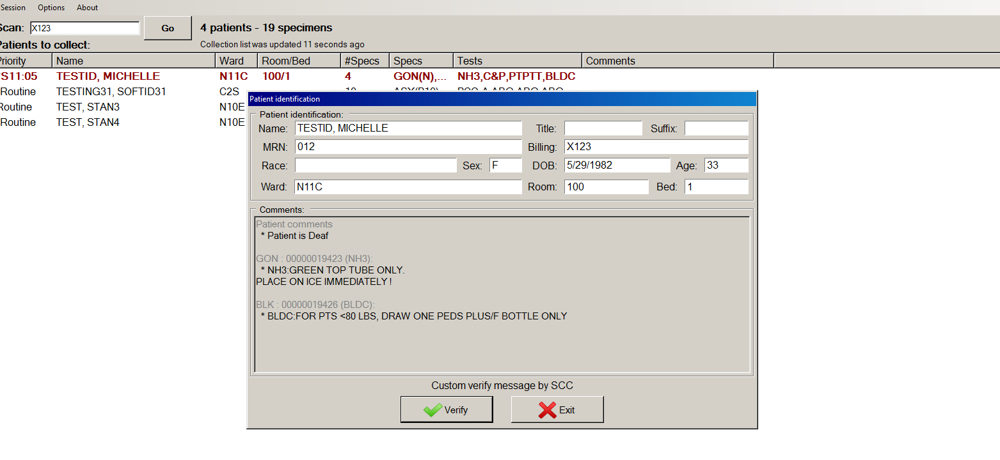 Session Options About
Scan: X123 Go 4 patients - 19 specimens
Patients to collect: Collection list was updated 11 seconds ago
Priority Name Ward Room/Bed #Specs Specs Tests Comments
S11:05 TESTID, MICHELLE N11C 100/1 4 GON(N),... NH3,C&P,PTPTT,BLDC
Routine TESTING31, SOFTID31 C2S
Routine TEST, STAN3 N10E
Routine TEST, STAN4 N10E
Patient identification
Patient identification:
Name: TESTID, MICHELLE Title: Suffix:
MRN: 012 Billing: X123
Race: Sex: F DOB: 5/29/1982 Age: 33
Ward: N11C Room: 100 Bed: 1
Comments:
Patient comments
* Patient is Deaf
GON : 00000019423 (NH3):
* NH3:GREEN TOP TUBE ONLY.
PLACE ON ICE IMMEDIATELY !
BLK : 00000019426 (BLDC):
* BLDC:FOR PTS <80 LBS, DRAW ONE PEDS PLUS/F BOTTLE ONLY
Custom verify message by SCC
Verify Exit